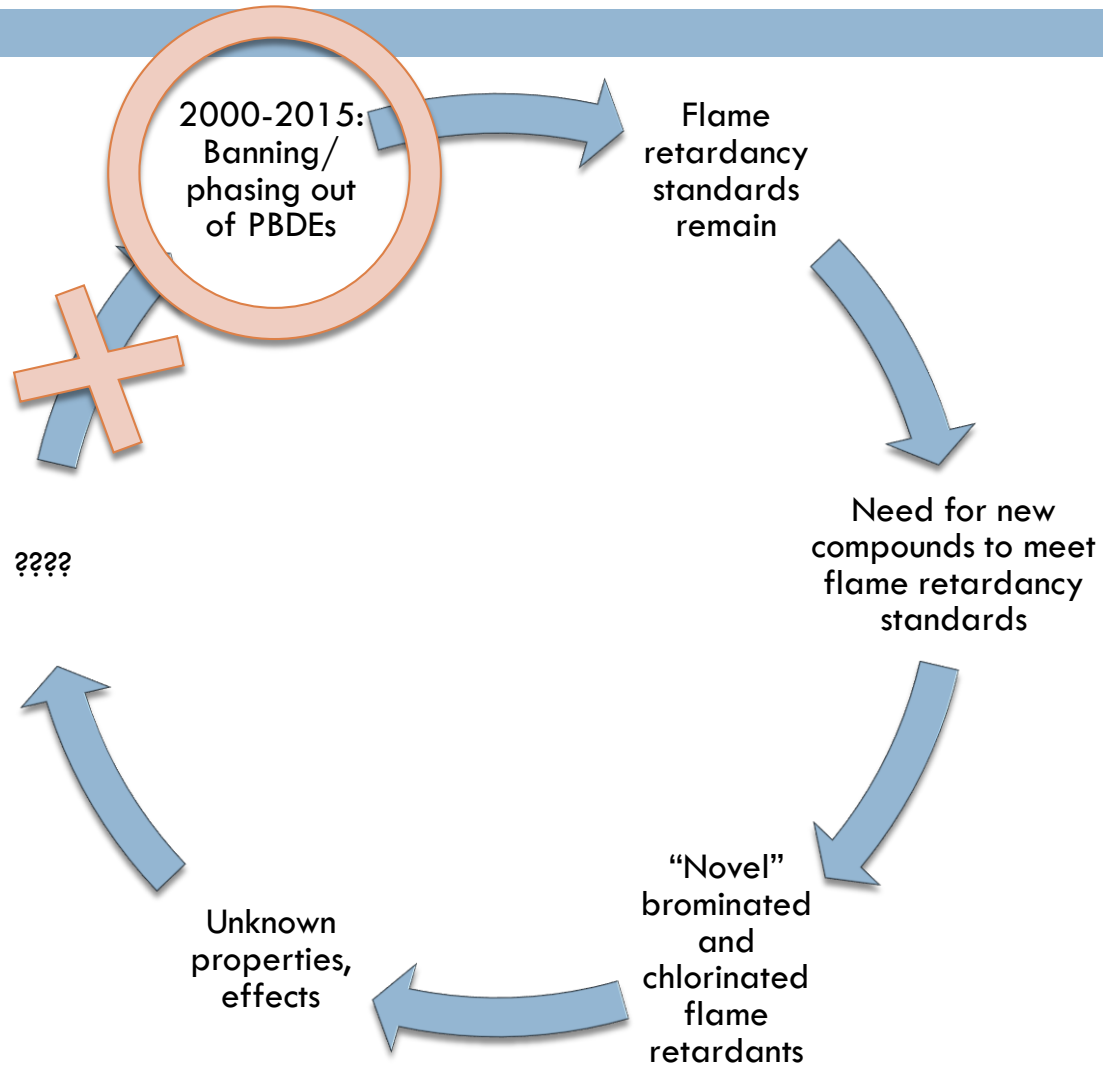 2000-2015:
Banning/
phasing out
of PBDEs
Flame
retardancy
standards
remain
Need for new
compounds to meet
flame retardancy
standards
“Novel”
brominated
and
chlorinated
flame
retardants
Unknown
properties,
effects
????